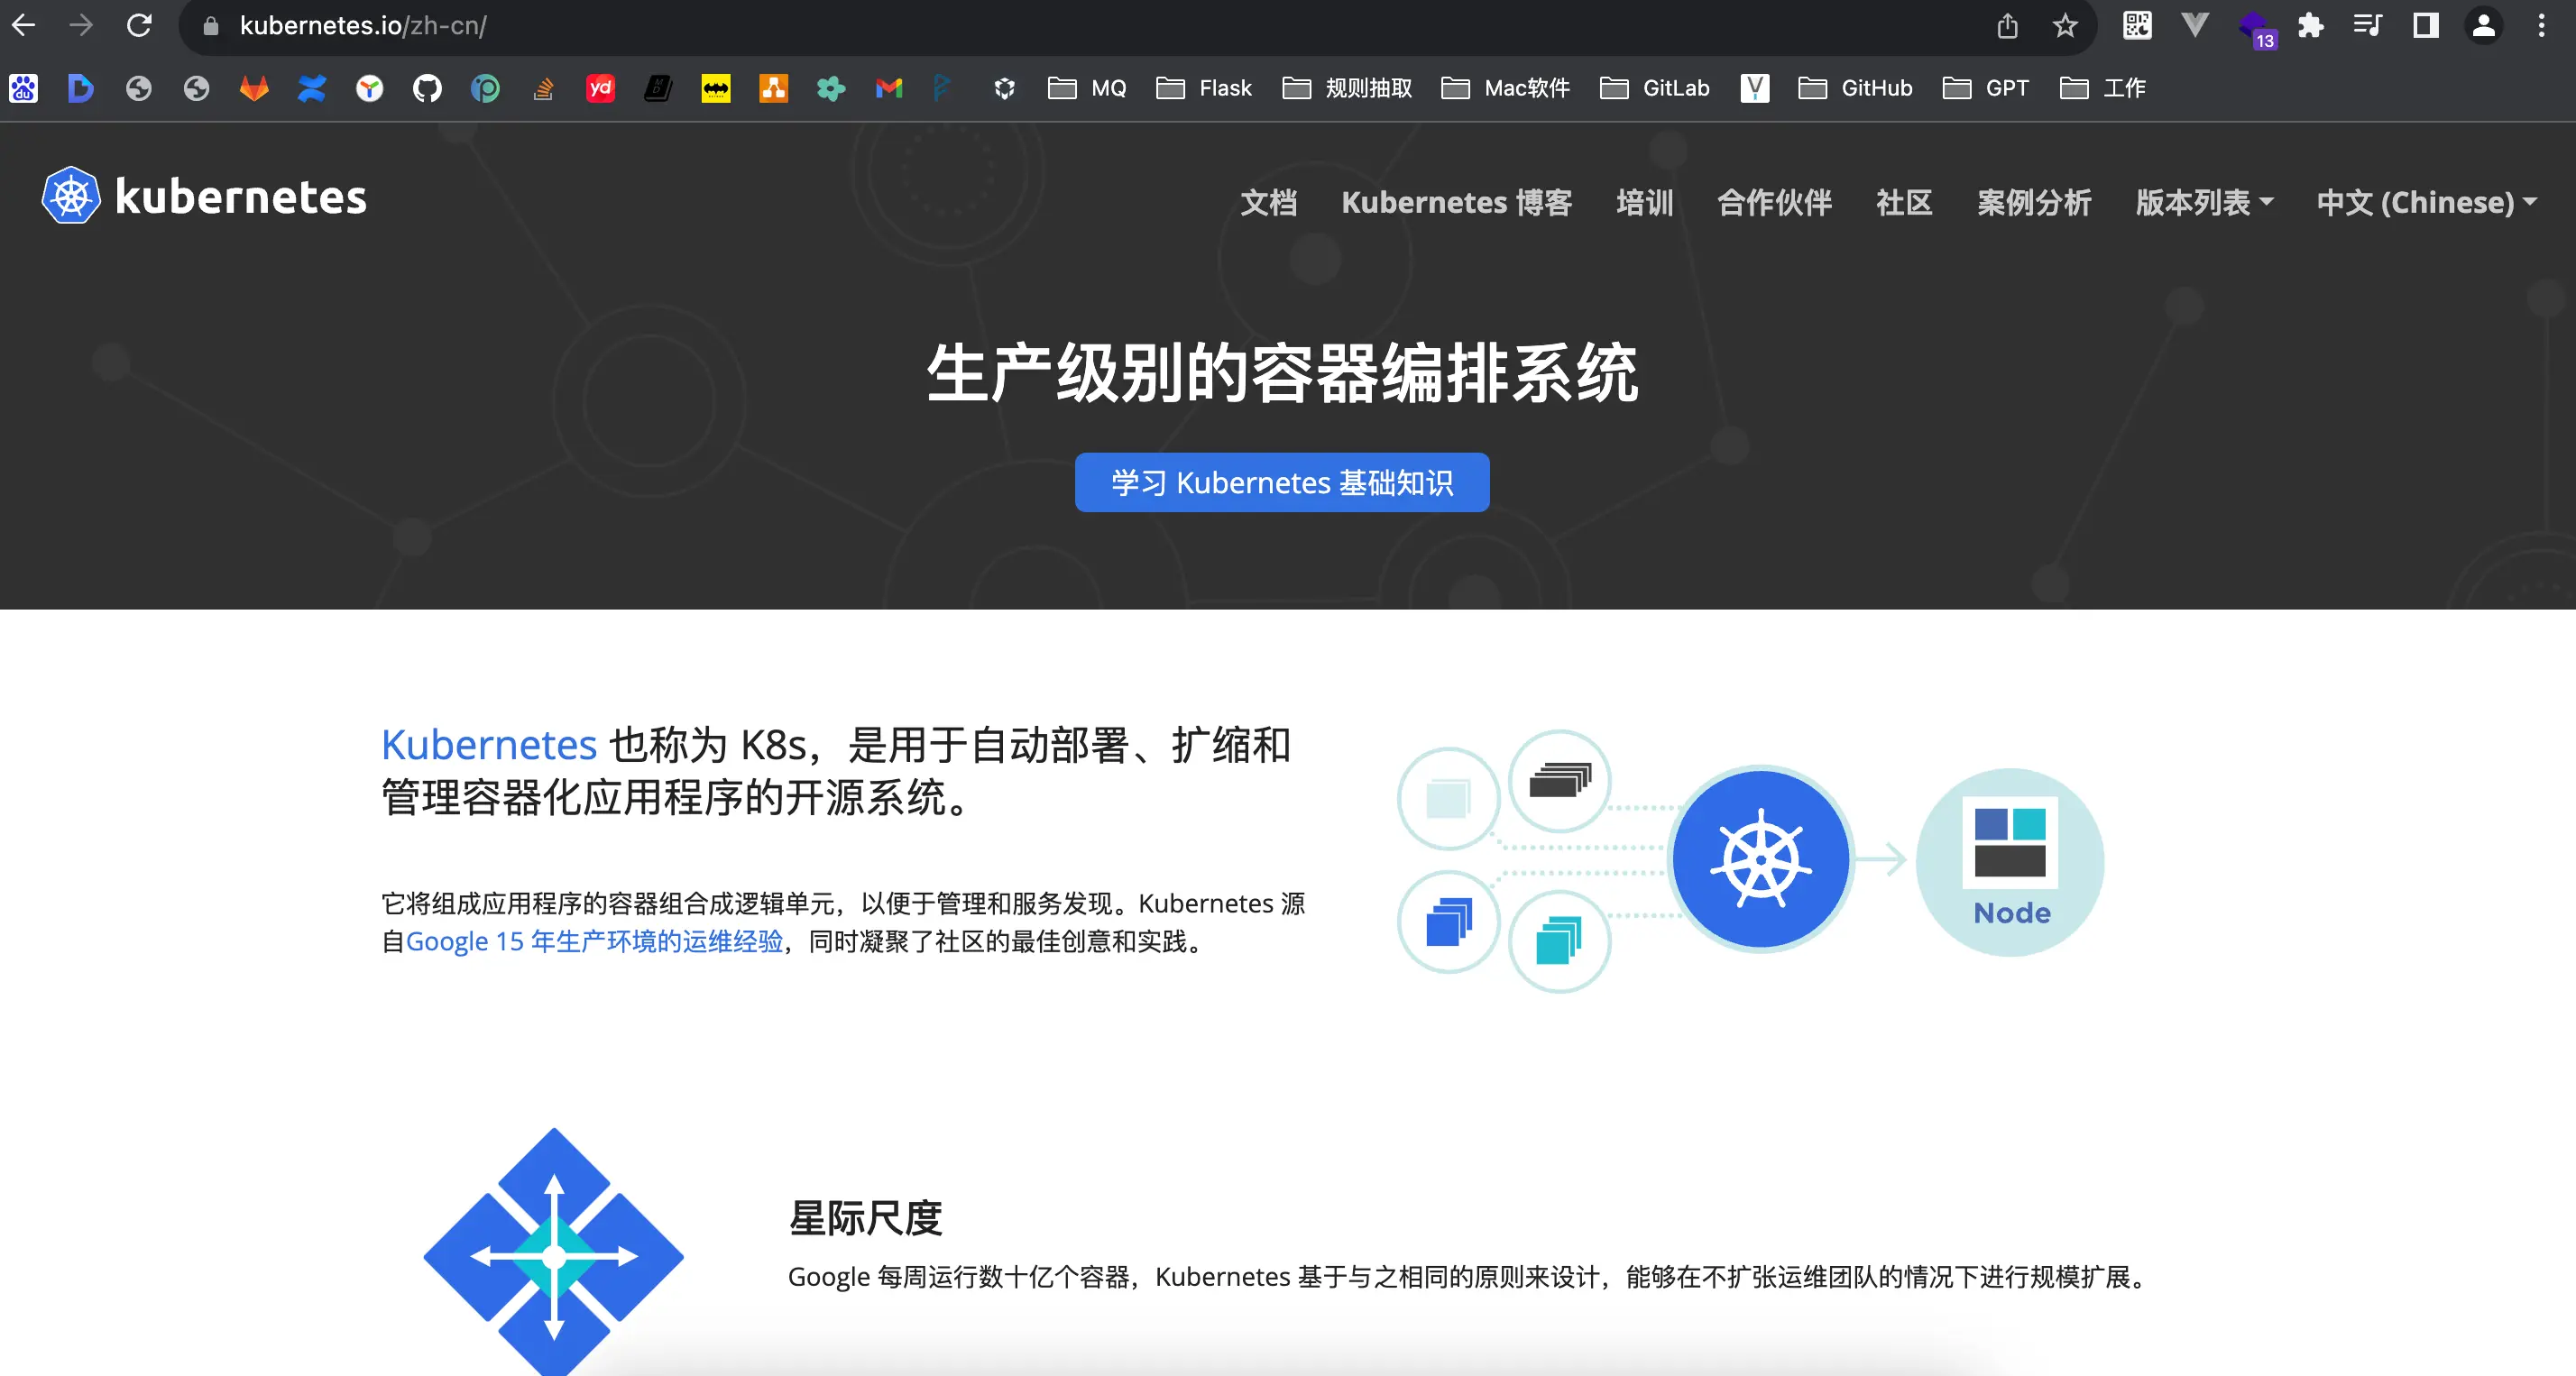 kubernetes.io/zh-cn/
13
du
yd
MQ
Flask
规则抽取
Mac软件
GitLab
V
GitHub
GPT
工作
kubernetes
文档
Kubernetes 博客
培训
合作伙伴
社区
案例分析
版本列表
中文 (Chinese)
生产级别的容器编排系统
学习 Kubernetes 基础知识
Kubernetes 也称为 K8s，是用于自动部署、扩缩和
管理容器化应用程序的开源系统。
它将组成应用程序的容器组合成逻辑单元，以便于管理和服务发现。Kubernetes 源
自Google 15 年生产环境的运维经验，同时凝聚了社区的最佳创意和实践。
Node
星际尺度
Google 每周运行数十亿个容器，Kubernetes 基于与之相同的原则来设计，能够在不扩张运维团队的情况下进行规模扩展。